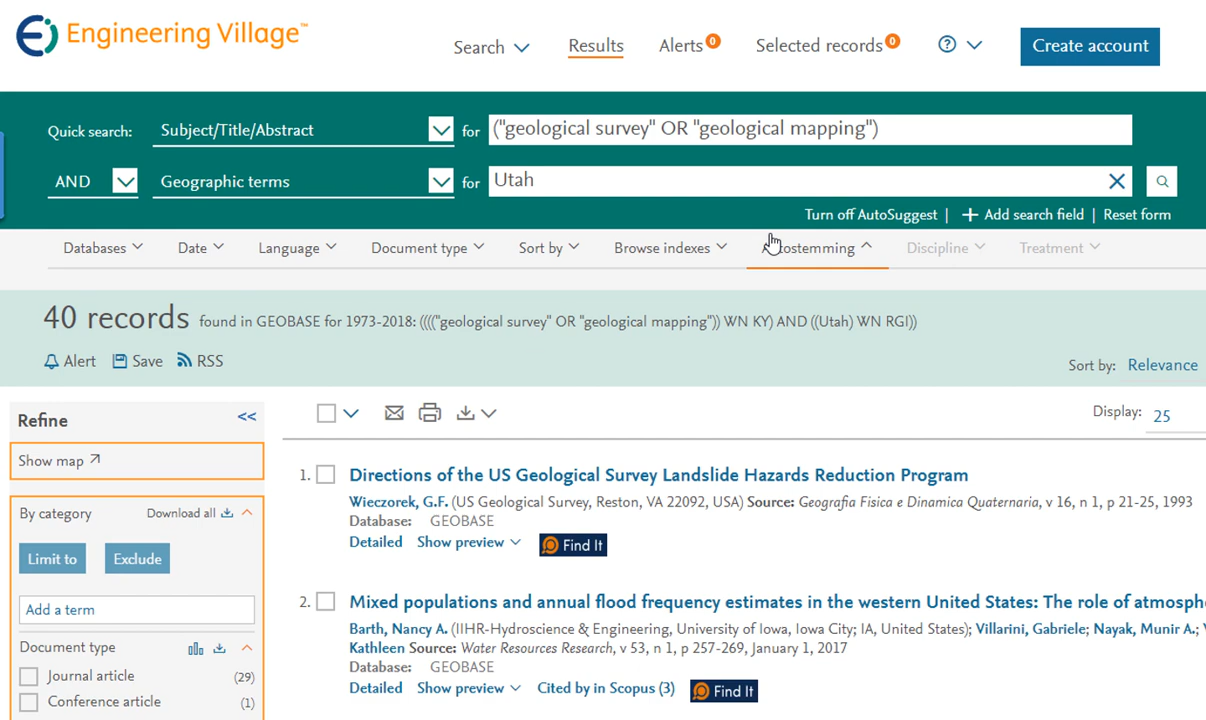 Engineering Village™
Search Results Alerts 0 Selected records 0 ? Create account
Quick search: Subject/Title/Abstract for ("geological survey" OR "geological mapping")
AND Geographic terms for Utah
Turn off AutoSuggest | + Add search field | Reset form
Databases Date Language Document type Sort by Browse indexes Autostemming Discipline Treatment
40 records found in GEOBASE for 1973-2018: (((("geological survey" OR "geological mapping")) WN KY) AND ((Utah) WN RGI))
Alert Save RSS
Sort by: Relevance
Refine <<
Display: 25
Show map
By category Download all
Limit to Exclude
Add a term
Document type
Journal article (29)
Conference article (1)
1. Directions of the US Geological Survey Landslide Hazards Reduction Program
Wieczorek, G.F. (US Geological Survey, Reston, VA 22092, USA) Source: Geografia Fisica e Dinamica Quaternaria, v 16, n 1, p 21-25, 1993
Database: GEOBASE
Detailed Show preview Find It
2. Mixed populations and annual flood frequency estimates in the western United States: The role of atmosph
Barth, Nancy A. (IIHR-Hydroscience & Engineering, University of Iowa, Iowa City; IA, United States); Villarini, Gabriele; Nayak, Munir A.;
Kathleen Source: Water Resources Research, v 53, n 1, p 257-269, January 1, 2017
Database: GEOBASE
Detailed Show preview Cited by in Scopus (3) Find It